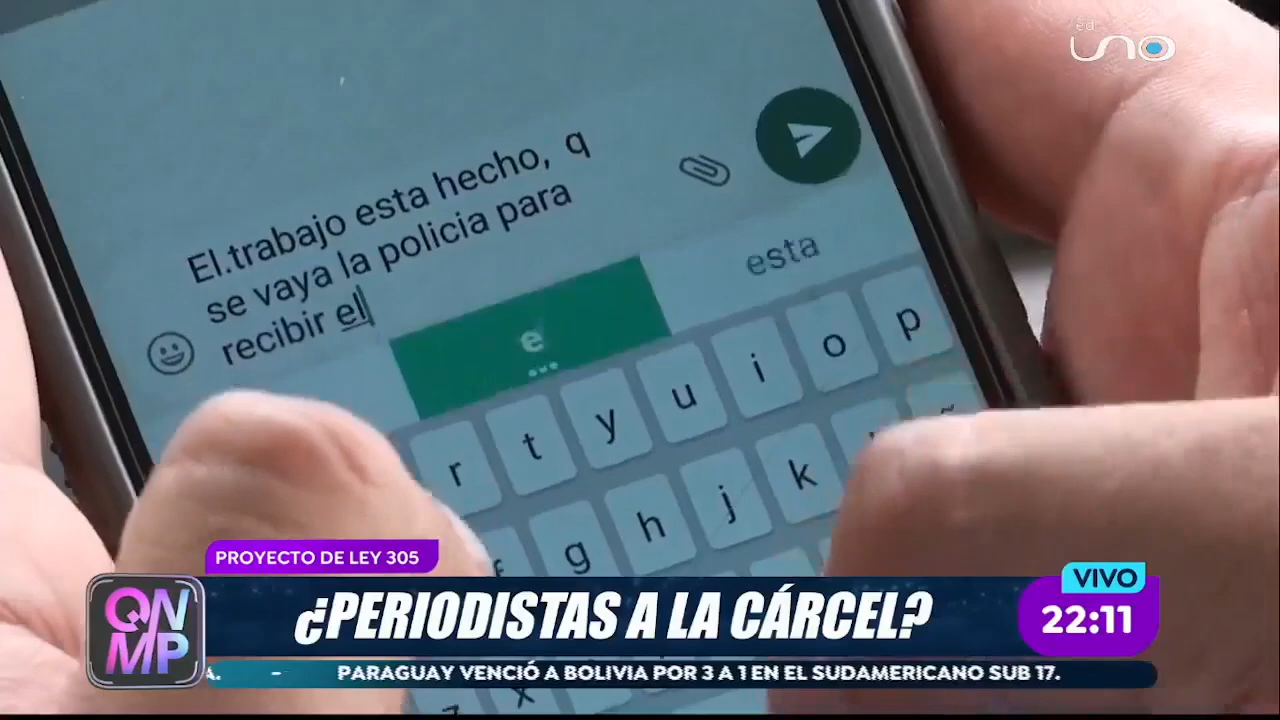 ed
uno
El.trabajo esta hecho, q
se vaya la policia para
recibir el
e
esta
r t y u i o p
f g h j k ñ
z x
PROYECTO DE LEY 305
QN
MP
¿PERIODISTAS A LA CÁRCEL?
VIVO
22:11
A. - PARAGUAY VENCIÓ A BOLIVIA POR 3 A 1 EN EL SUDAMERICANO SUB 17.